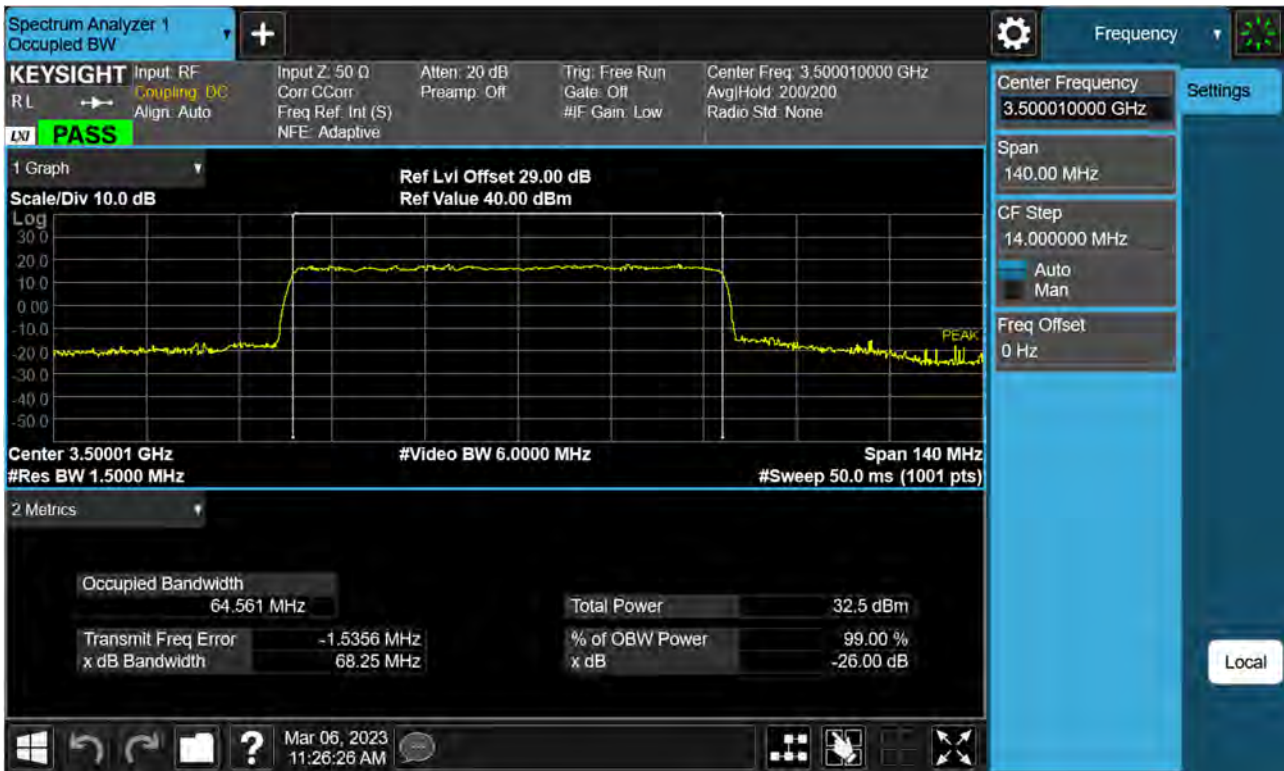 Spectrum Analyzer 1
Occupied BW
+
Frequency
KEYSIGHT
R L
LXI PASS
Input: RF
Coupling: DC
Align: Auto
Input Z: 50 Ω
Corr CCorr
Freq Ref: Int (S)
NFE: Adaptive
Atten: 20 dB
Preamp: Off
Trig: Free Run
Gate: Off
#IF Gain: Low
Center Freq: 3.500010000 GHz
Avg|Hold: 200/200
Radio Std: None
Center Frequency
3.500010000 GHz
Settings
Span
140.00 MHz
CF Step
14.000000 MHz
Auto
Man
Freq Offset
0 Hz
1 Graph
Scale/Div 10.0 dB
Ref Lvl Offset 29.00 dB
Ref Value 40.00 dBm
Log
30.0
20.0
10.0
0.00
-10.0
-20.0
-30.0
-40.0
-50.0
PEAK
Center 3.50001 GHz
#Video BW 6.0000 MHz
Span 140 MHz
#Res BW 1.5000 MHz
#Sweep 50.0 ms (1001 pts)
2 Metrics
Occupied Bandwidth
64.561 MHz
Total Power 32.5 dBm
Transmit Freq Error -1.5356 MHz
% of OBW Power 99.00 %
x dB Bandwidth 68.25 MHz
x dB -26.00 dB
Local
?
Mar 06, 2023
11:26:26 AM